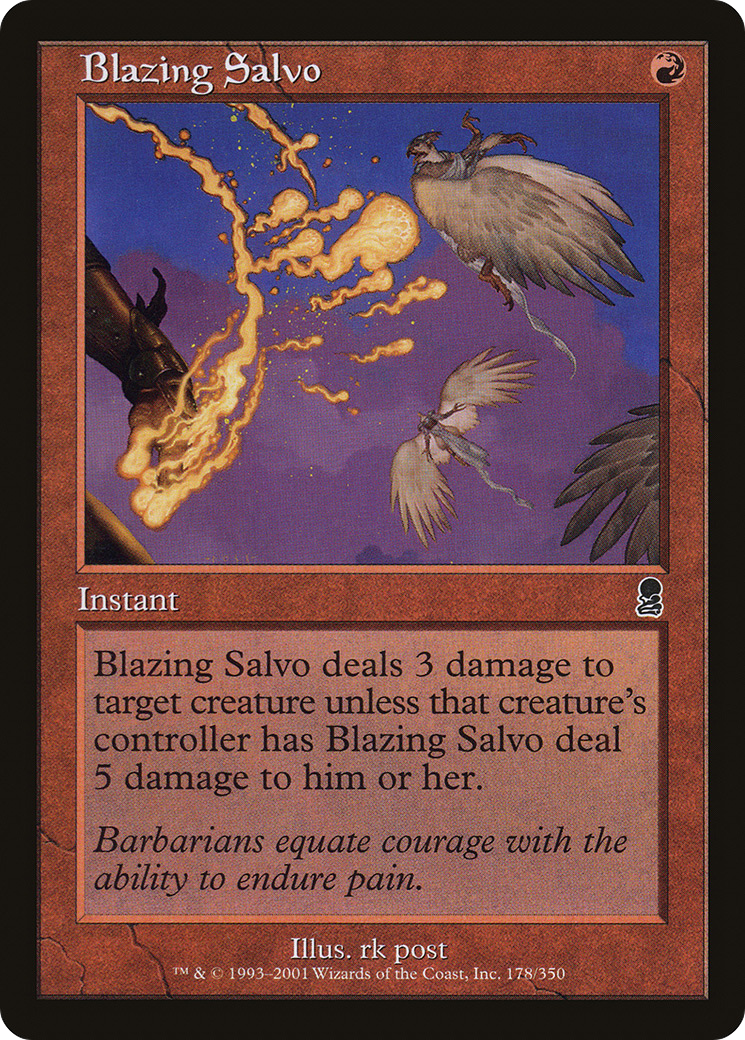 Blazing Salvo
Instant
Blazing Salvo deals 3 damage to
target creature unless that creature's
controller has Blazing Salvo deal
5 damage to him or her.
Barbarians equate courage with the
ability to endure pain.
Illus. rk post
™ & © 1993–2001 Wizards of the Coast, Inc. 178/350